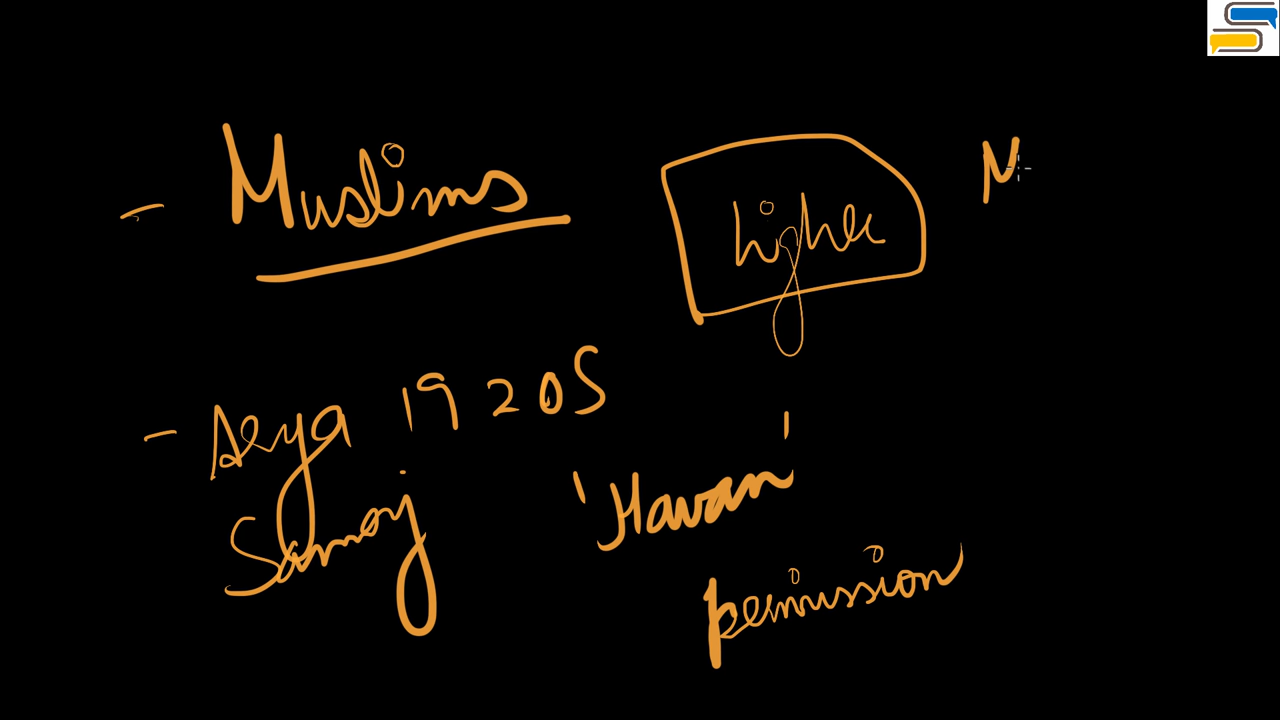 - Muslims
higher
N
- Arya 1920s
Samaj
'Havan'
permission